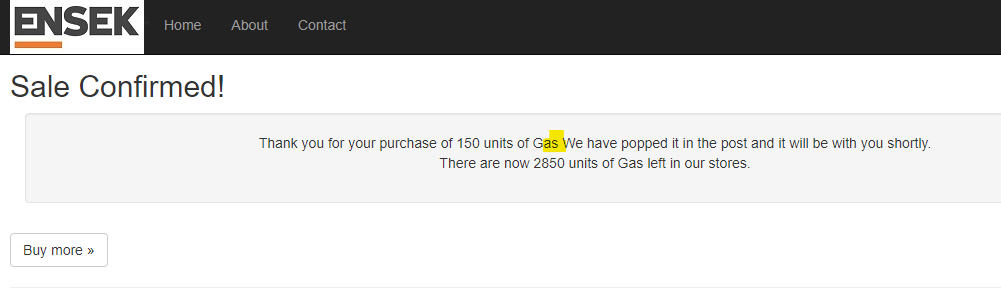 ENSEK
Home About Contact
Sale Confirmed!
Thank you for your purchase of 150 units of Gas We have popped it in the post and it will be with you shortly.
There are now 2850 units of Gas left in our stores.
Buy more »